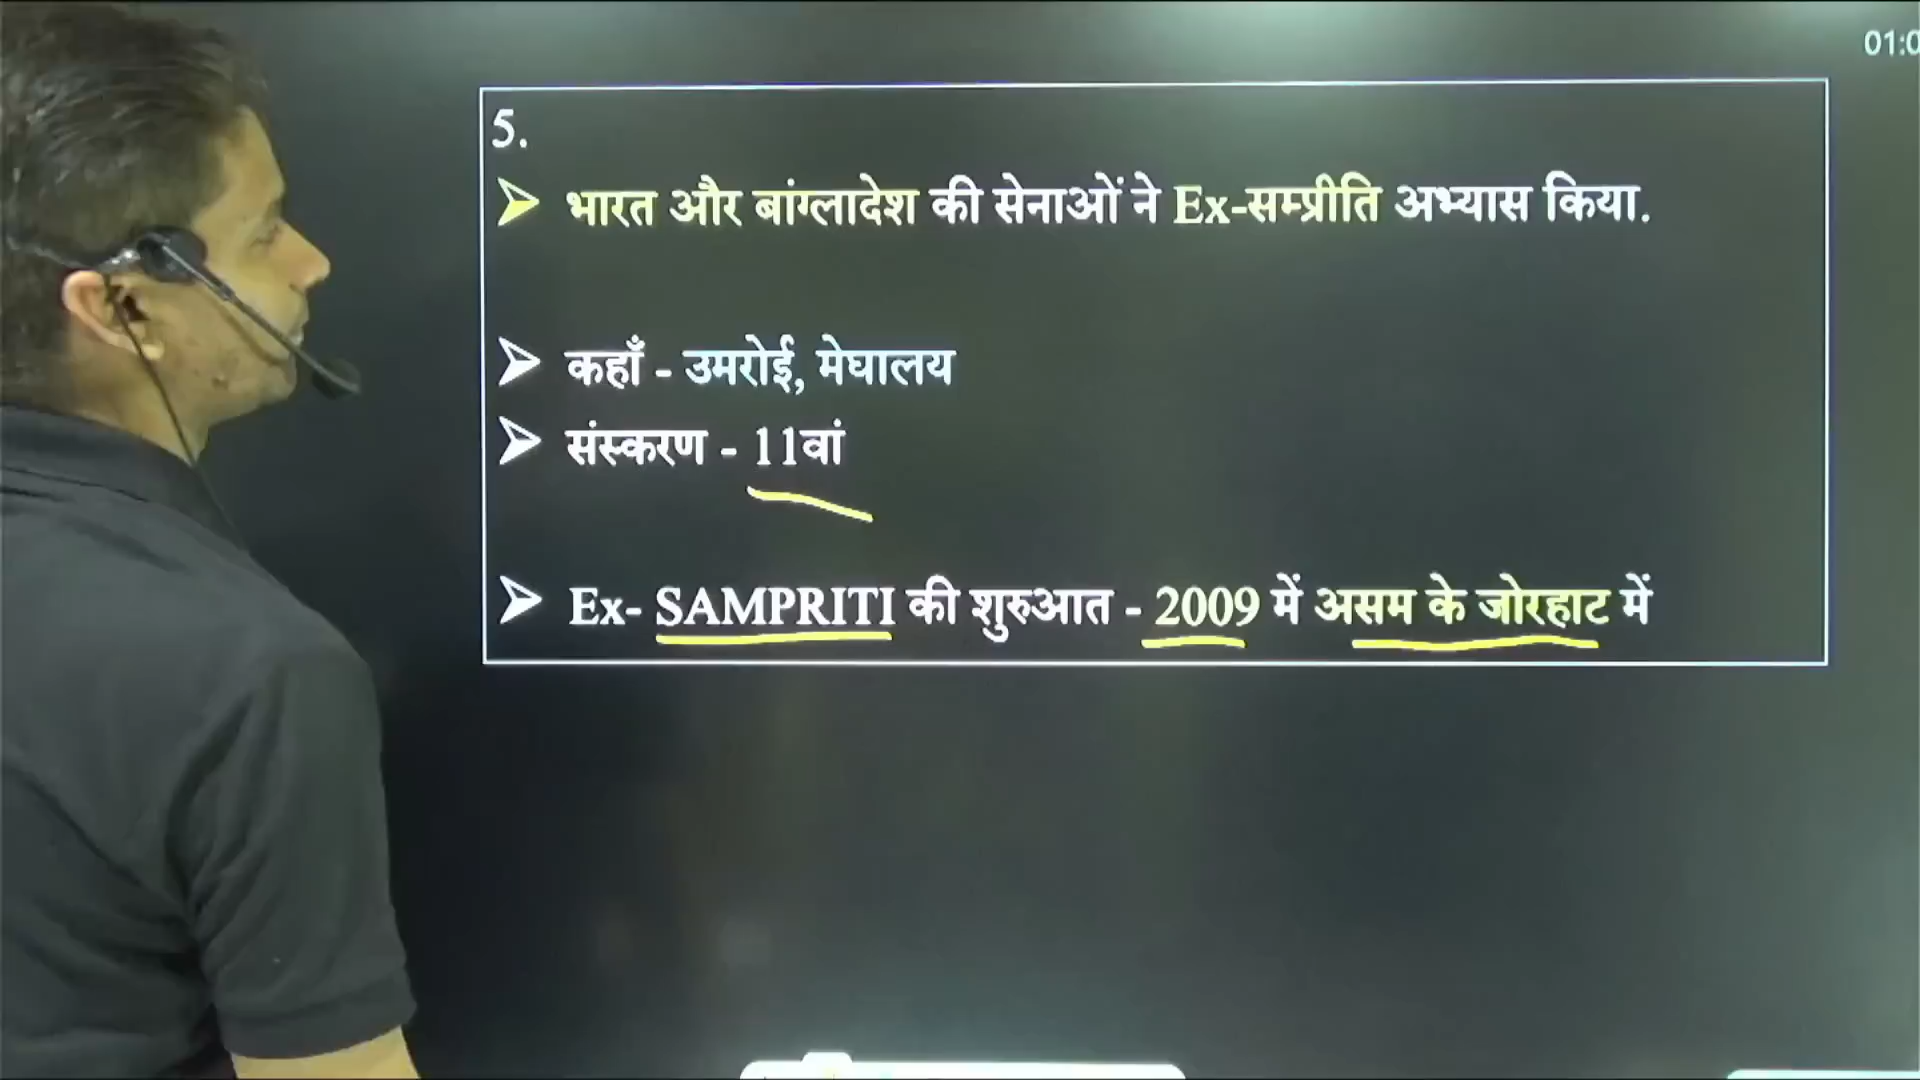 01:0
5.
➢ भारत और बांग्लादेश की सेनाओं ने Ex-सम्प्रीति अभ्यास किया.
➢ कहाँ - उमरोई, मेघालय
➢ संस्करण - 11वां
➢ Ex- SAMPRITI की शुरुआत - 2009 में असम के जोरहाट में